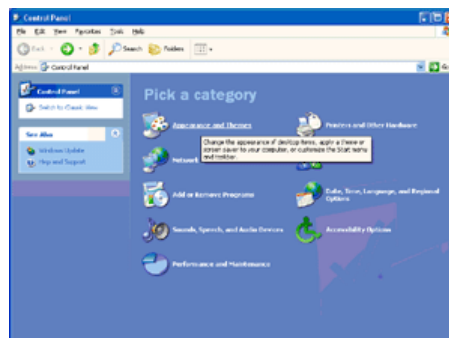 Control Panel
File Edit View Favorites Tools Help
Back Search Folders
Address Control Panel Go
Control Panel
Switch to Classic View
See Also
Windows Update
Help and Support
Pick a category
Appearance and Themes
Printers and Other Hardware
Change the appearance of desktop items, apply a theme or
screen saver to your computer, or customize the Start menu
and taskbar.
Network
Add or Remove Programs
Date, Time, Language, and Regional
Options
Sounds, Speech, and Audio Devices
Accessibility Options
Performance and Maintenance